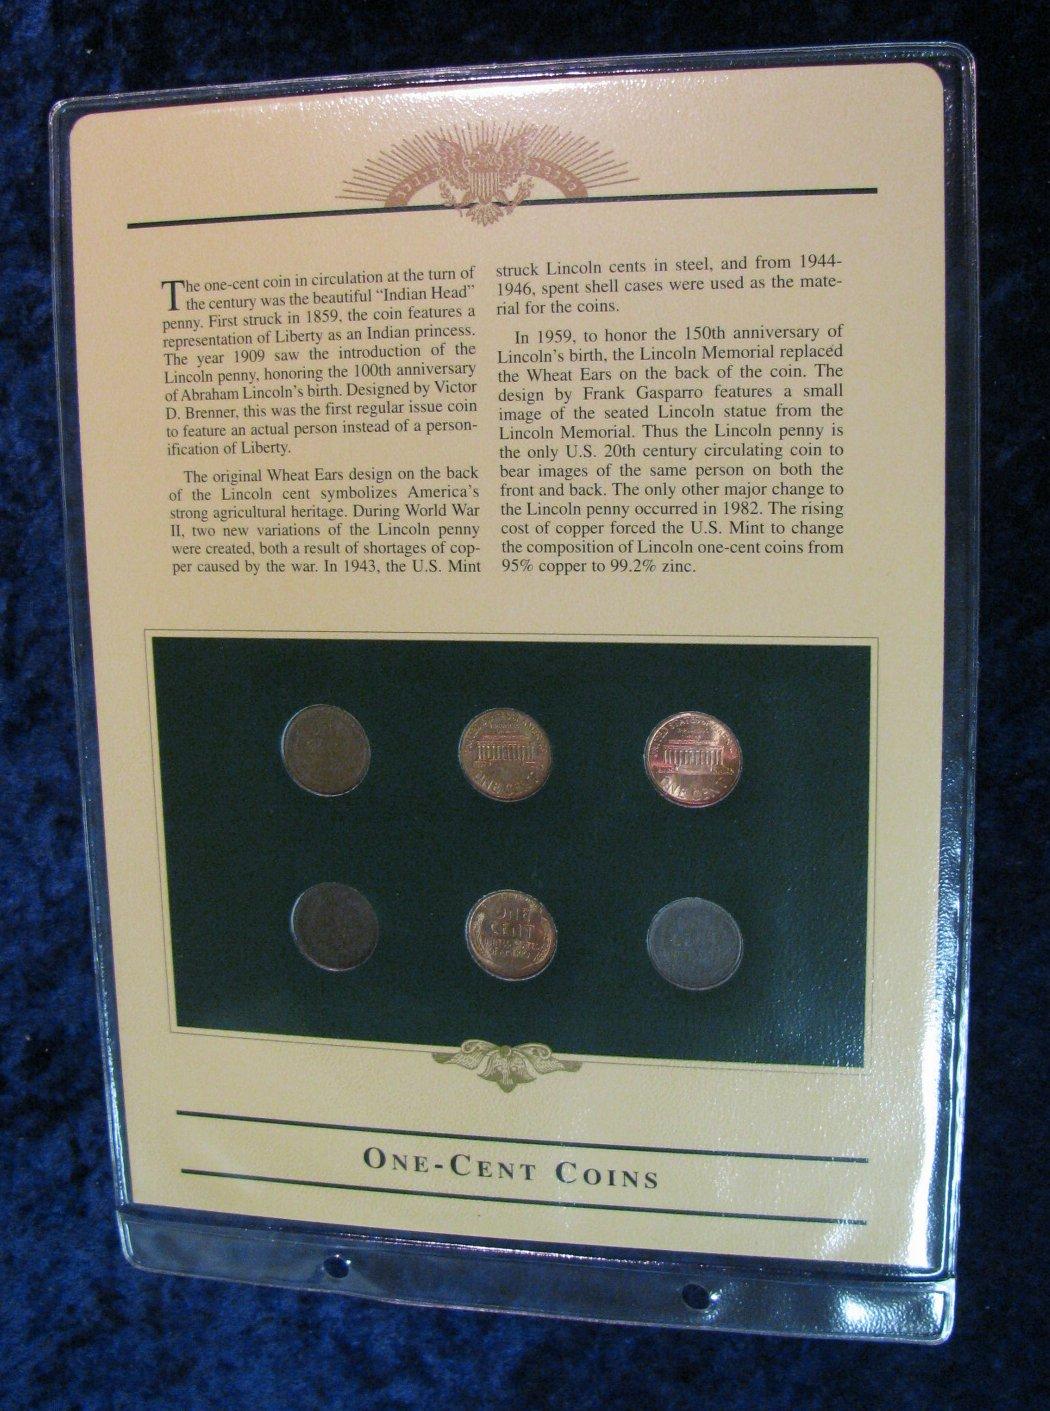 The one-cent coin in circulation at the turn of
the century was the beautiful “Indian Head”
penny. First struck in 1859, the coin features a
representation of Liberty as an Indian princess.
The year 1909 saw the introduction of the
Lincoln penny, honoring the 100th anniversary
of Abraham Lincoln’s birth. Designed by Victor
D. Brenner, this was the first regular issue coin
to feature an actual person instead of a person-
ification of Liberty.
The original Wheat Ears design on the back
of the Lincoln cent symbolizes America’s
strong agricultural heritage. During World War
II, two new variations of the Lincoln penny
were created, both a result of shortages of cop-
per caused by the war. In 1943, the U.S. Mint
struck Lincoln cents in steel, and from 1944-
1946, spent shell cases were used as the mate-
rial for the coins.
In 1959, to honor the 150th anniversary of
Lincoln’s birth, the Lincoln Memorial replaced
the Wheat Ears on the back of the coin. The
design by Frank Gasparro features a small
image of the seated Lincoln statue from the
Lincoln Memorial. Thus the Lincoln penny is
the only U.S. 20th century circulating coin to
bear images of the same person on both the
front and back. The only other major change to
the Lincoln penny occurred in 1982. The rising
cost of copper forced the U.S. Mint to change
the composition of Lincoln one-cent coins from
95% copper to 99.2% zinc.
ONE CENT
ONE CENT
ONE
CENT
ONE-CENT COINS